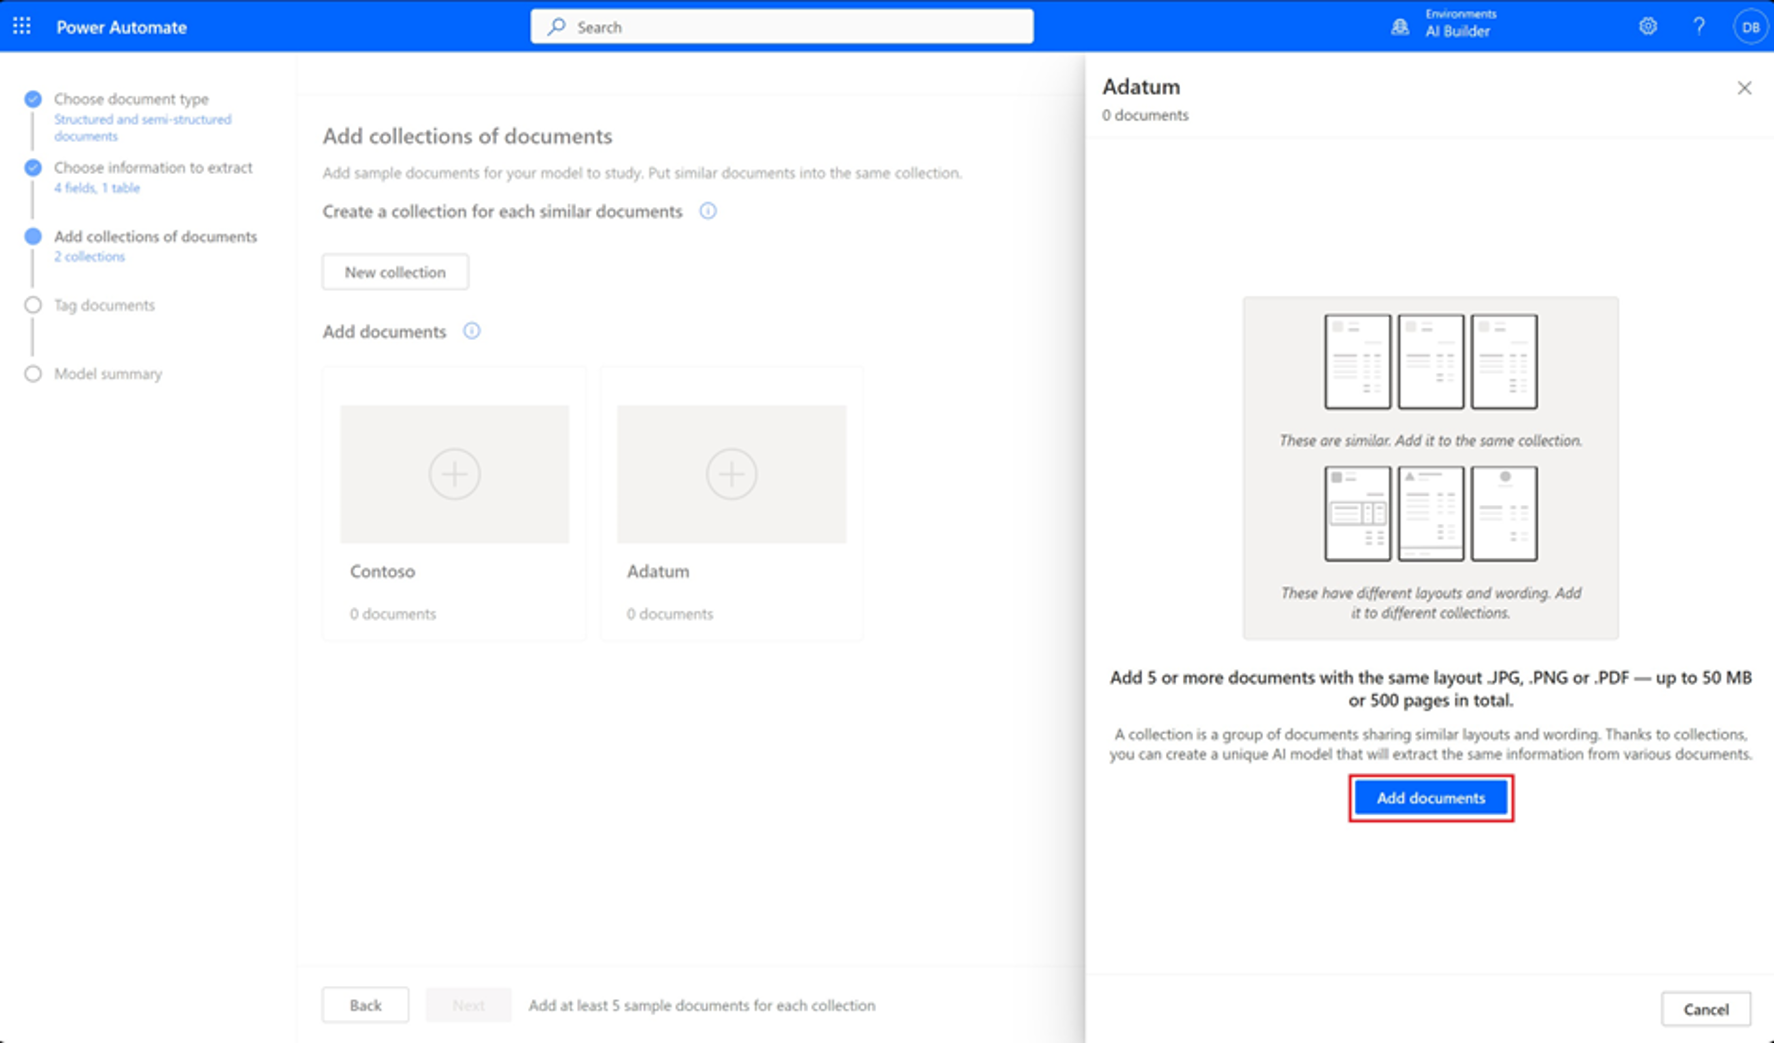 Power Automate
Search
Environments
AI Builder
?
DB
Choose document type
Structured and semi-structured
documents
Choose information to extract
4 fields, 1 table
Add collections of documents
2 collections
Tag documents
Model summary
Add collections of documents
Add sample documents for your model to study. Put similar documents into the same collection.
Create a collection for each similar documents
New collection
Add documents
Contoso
0 documents
Adatum
0 documents
Back
Next
Add at least 5 sample documents for each collection
Adatum
0 documents
These are similar. Add it to the same collection.
These have different layouts and wording. Add
it to different collections.
Add 5 or more documents with the same layout .JPG, .PNG or .PDF — up to 50 MB
or 500 pages in total.
A collection is a group of documents sharing similar layouts and wording. Thanks to collections,
you can create a unique AI model that will extract the same information from various documents.
Add documents
Cancel